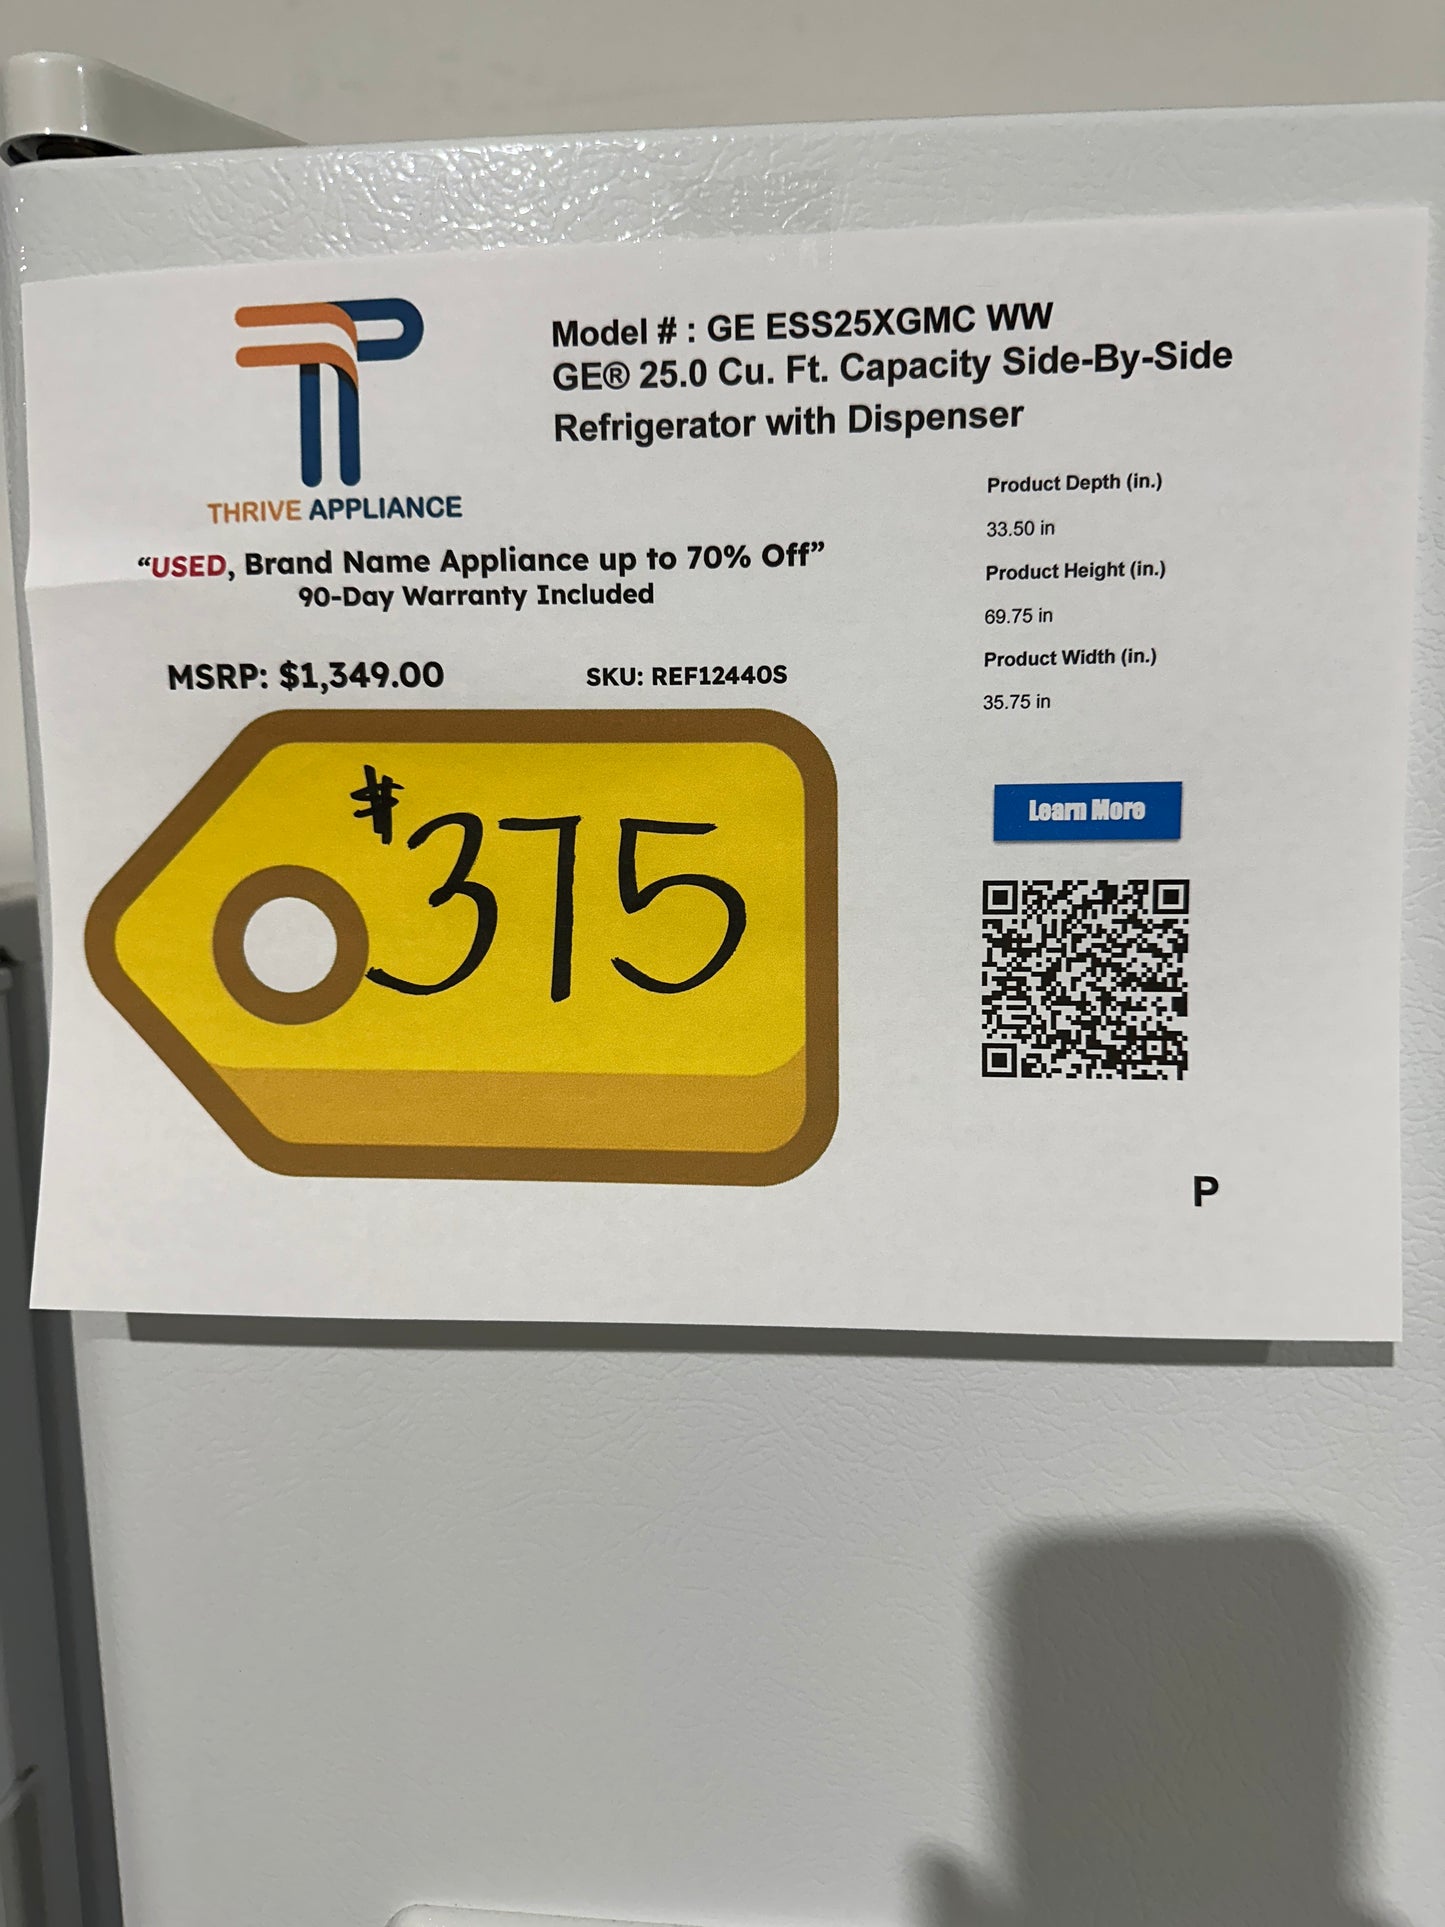 THRIVE APPLIANCE
Model # : GE ESS25XGMC WW
GE® 25.0 Cu. Ft. Capacity Side-By-Side
Refrigerator with Dispenser
“USED, Brand Name Appliance up to 70% Off”
90-Day Warranty Included
MSRP: $1,349.00
SKU: REF12440S
$375
Product Depth (in.)
33.50 in
Product Height (in.)
69.75 in
Product Width (in.)
35.75 in
Learn More
P